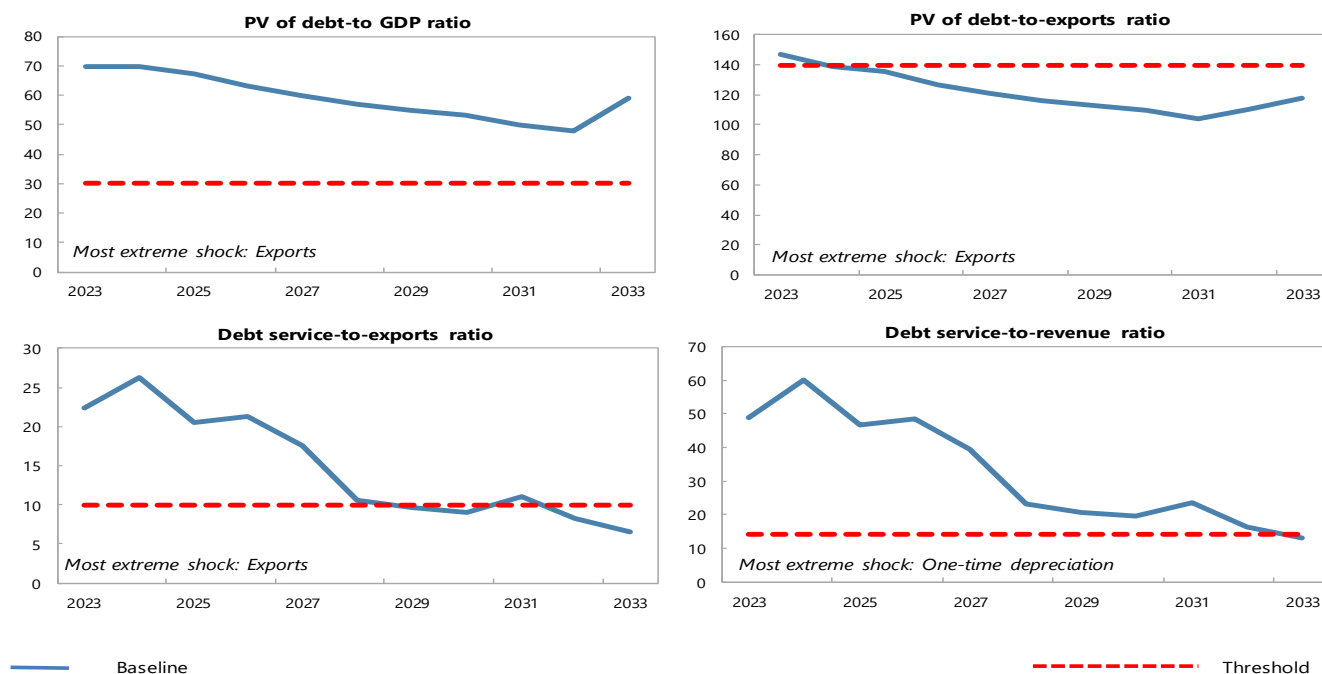 PV of debt-to GDP ratio
80
70
60
50
40
30
20
10
0
Most extreme shock: Exports
2023 2025 2027 2029 2031 2033
PV of debt-to-exports ratio
160
140
120
100
80
60
40
20
0
Most extreme shock: Exports
2023 2025 2027 2029 2031 2033
Debt service-to-exports ratio
30
25
20
15
10
5
0
Most extreme shock: Exports
2023 2025 2027 2029 2031 2033
Debt service-to-revenue ratio
70
60
50
40
30
20
10
0
Most extreme shock: One-time depreciation
2023 2025 2027 2029 2031 2033
Baseline
Threshold